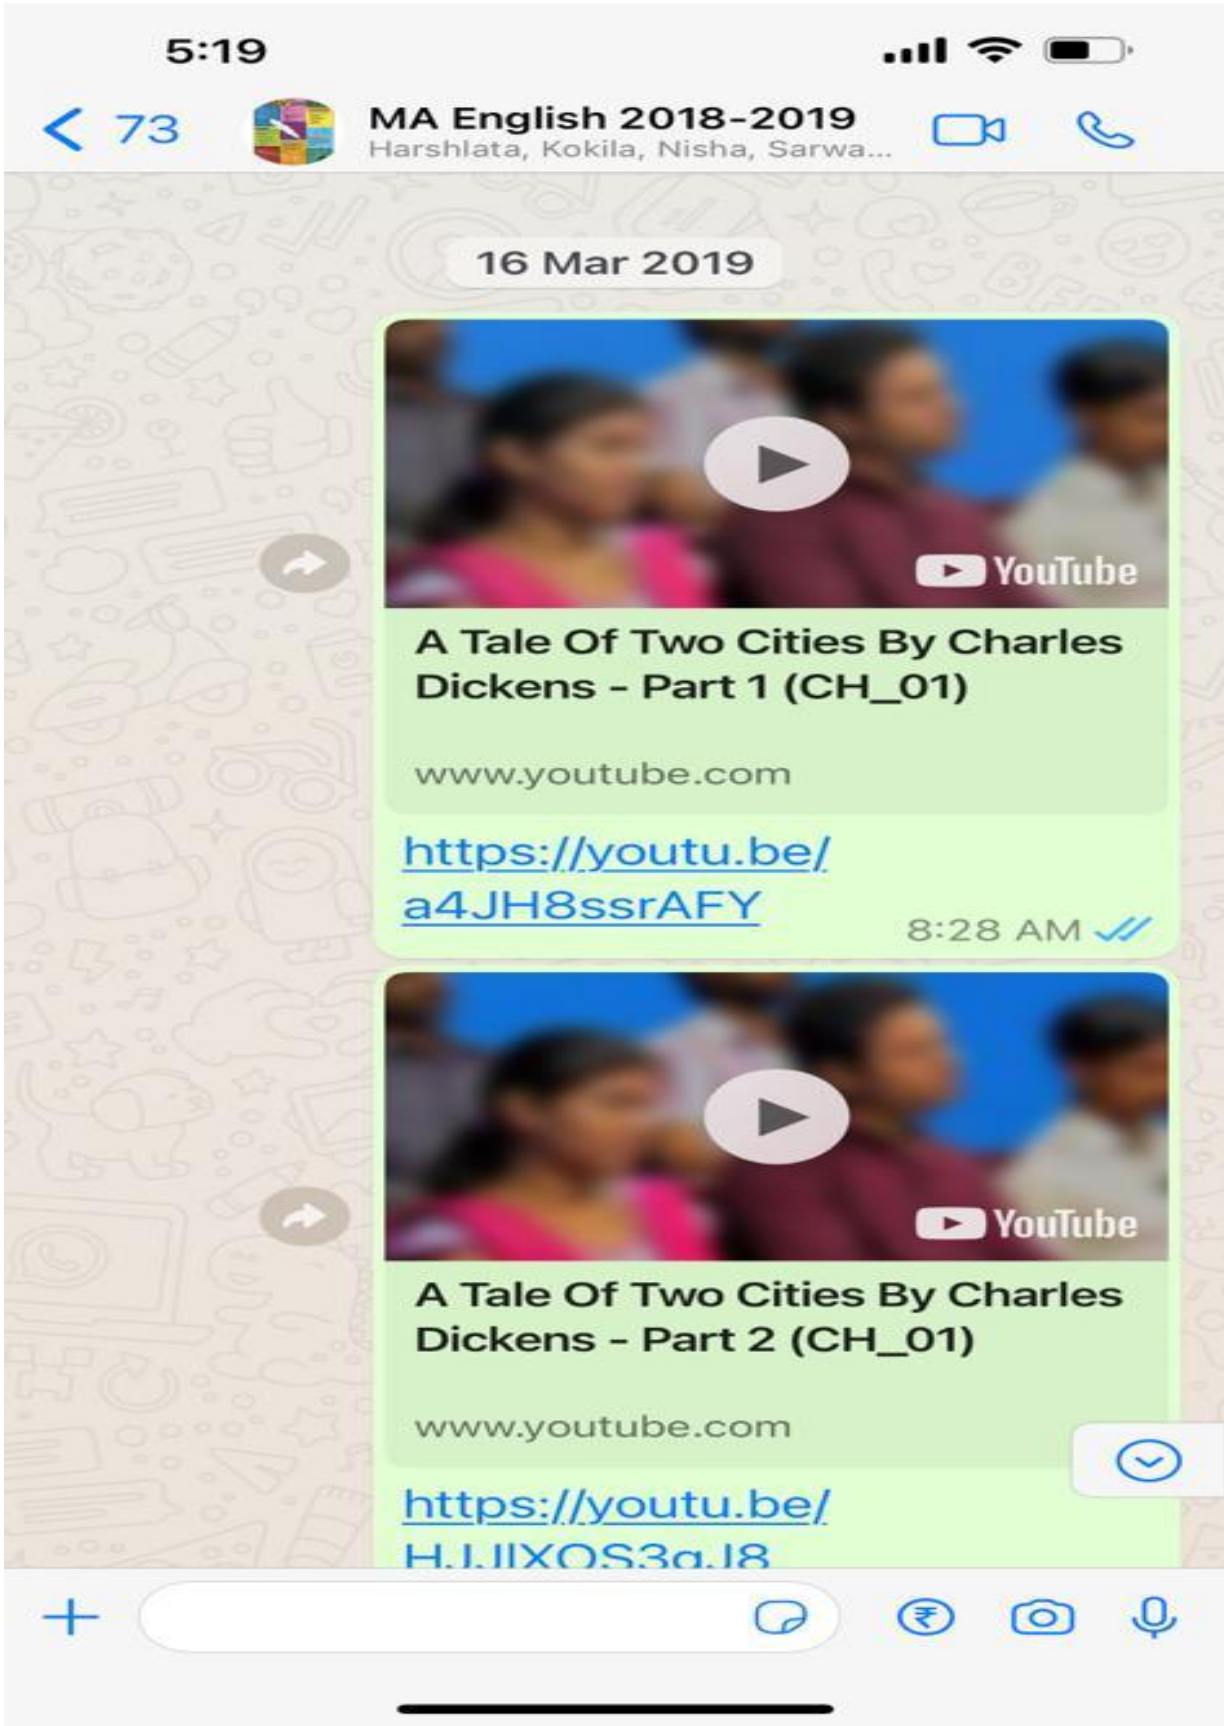 5:19
73
MA English 2018-2019
Harshlata, Kokila, Nisha, Sarwa...
16 Mar 2019
YouTube
A Tale Of Two Cities By Charles
Dickens - Part 1 (CH_01)
www.youtube.com
https://youtu.be/
a4JH8ssrAFY
8:28 AM
YouTube
A Tale Of Two Cities By Charles
Dickens - Part 2 (CH_01)
www.youtube.com
https://youtu.be/